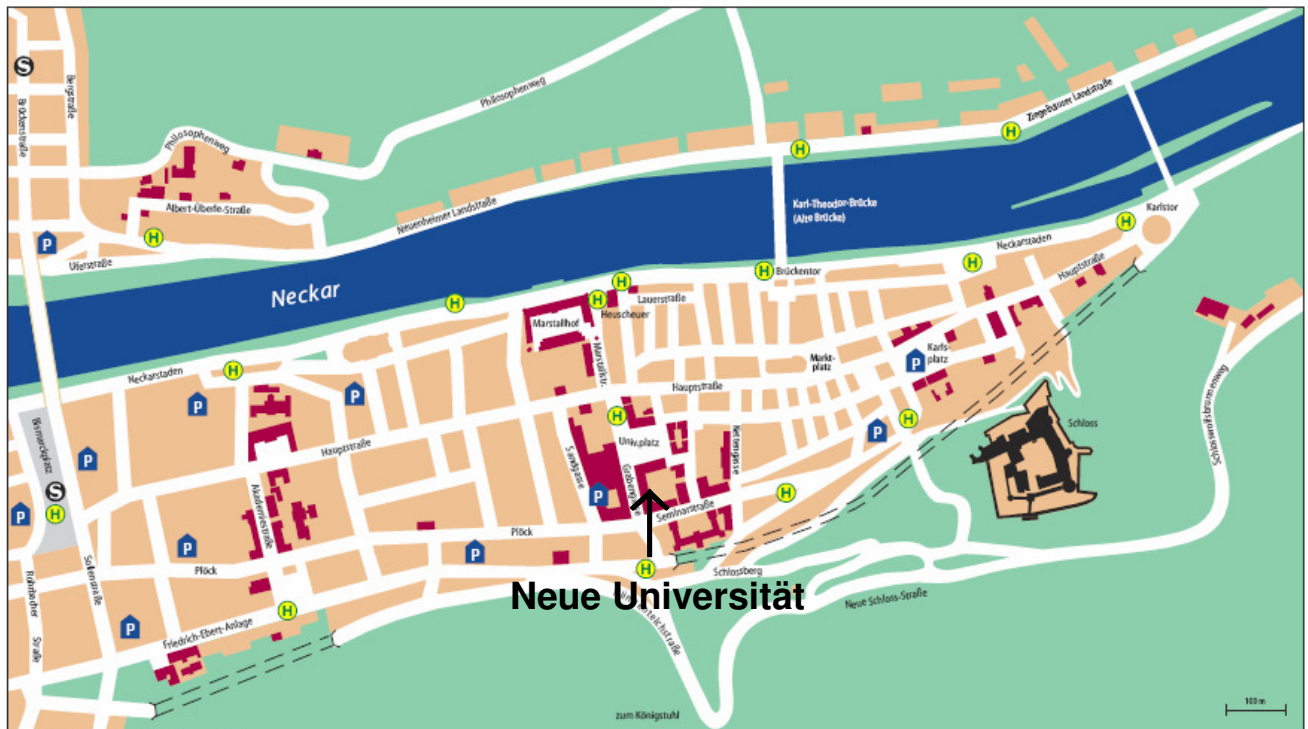 S
Brückenstraße
Bergstraße
Philosophenweg
Philosophenweg
Ziegelhäuser Landstraße
H
H
Albert-Überle-Straße
Neuenheimer Landstraße
Karl-Theodor-Brücke
(Alte Brücke)
Karlstor
H
P
H
Uferstraße
Neckarstaden
Hauptstraße
H
H
Brückentor
Neckar
H
H
H
Lauerstraße
Heuscheuer
Marstallhof
Marstallstr.
Markt-
platz
Karls-
platz
P
Neckarstaden
H
P
P
Hauptstraße
H
H
P
Schloss
Schlosswolfsbrunnenweg
Bismarckplatz
Hauptstraße
Univ.platz
Kettengasse
P
Sandgasse
Grabengasse
P
S
H
P
H
Akademiestraße
Seminarstraße
Plöck
P
P
Plöck
H
Schlossberg
Sofienstraße
Rohrbacher
Straße
Neue Universität
Neue Schloss-Straße
H
P
Friedrich-Ebert-Anlage
zum Königstuhl
100 m